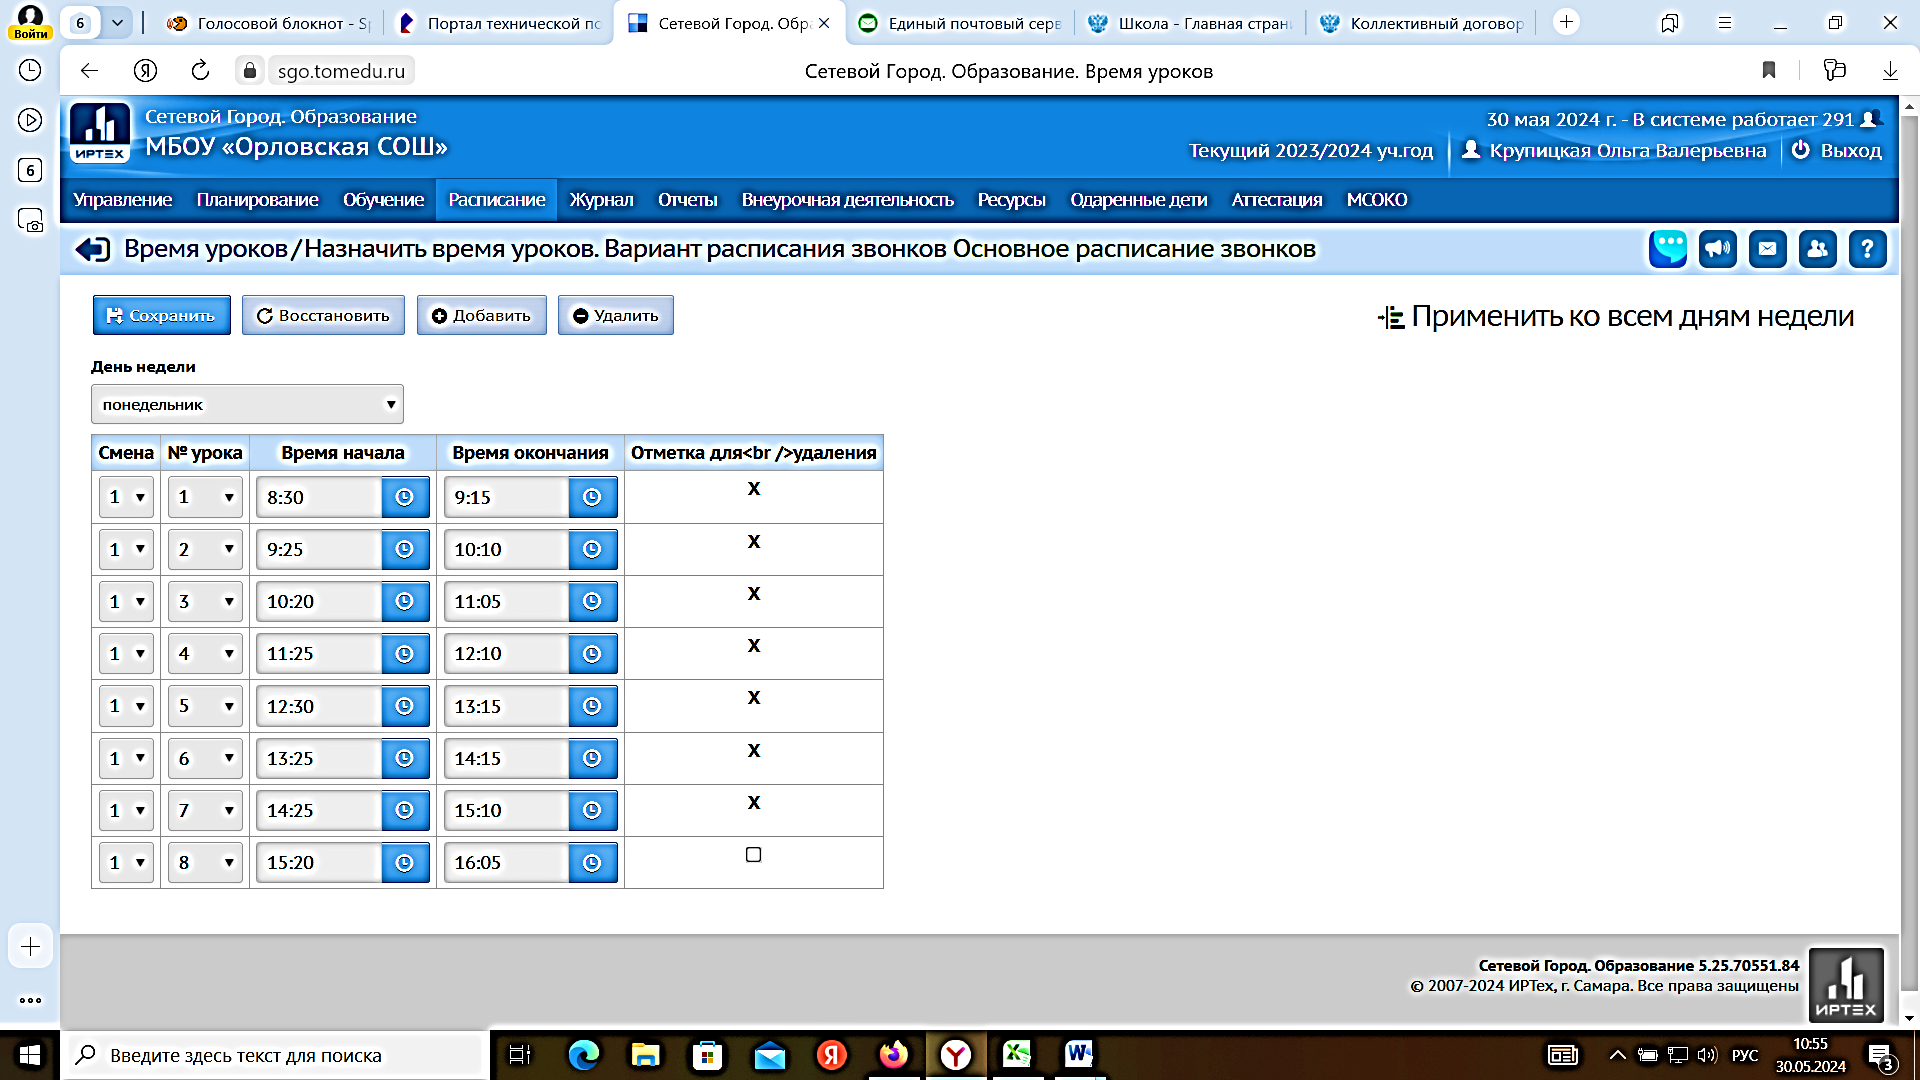 6
Голосовой блокнот - Sp
Портал технической по
Сетевой Город. Обра
Единый почтовый серв
Школа - Главная страни
Коллективный договор
Войти
sgo.tomedu.ru
Сетевой Город. Образование. Время уроков
6
ИРТЕХ
Сетевой Город. Образование
МБОУ «Орловская СОШ»
30 мая 2024 г. - В системе работает 291
Текущий 2023/2024 уч.год
Крупицкая Ольга Валерьевна
Выход
Управление Планирование Обучение Расписание Журнал Отчеты Внеурочная деятельность Ресурсы Одаренные дети Аттестация МСОКО
Время уроков/Назначить время уроков. Вариант расписания звонков Основное расписание звонков
?
Сохранить Восстановить Добавить Удалить
Применить ко всем дням недели
День недели
понедельник
Смена № урока Время начала Время окончания Отметка для<br />удаления
1 1 8:30 9:15 X
1 2 9:25 10:10 X
1 3 10:20 11:05 X
1 4 11:25 12:10 X
1 5 12:30 13:15 X
1 6 13:25 14:15 X
1 7 14:25 15:10 X
1 8 15:20 16:05
Сетевой Город. Образование 5.25.70551.84
© 2007-2024 ИРТех, г. Самара. Все права защищены
ИРТЕХ
Введите здесь текст для поиска
РУС
10:55
30.05.2024
3